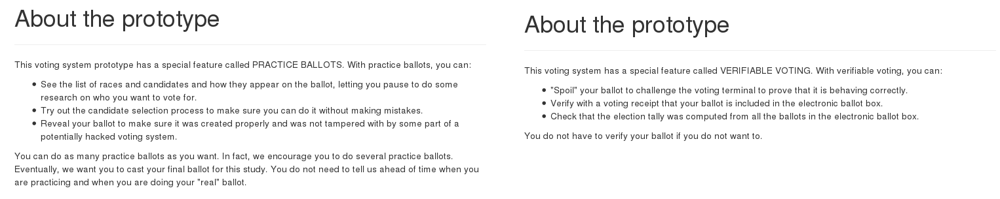 About the prototype
This voting system prototype has a special feature called PRACTICE BALLOTS. With practice ballots, you can:
See the list of races and candidates and how they appear on the ballot, letting you pause to do some
research on who you want to vote for.
Try out the candidate selection process to make sure you can do it without making mistakes.
Reveal your ballot to make sure it was created properly and was not tampered with by some part of a
potentially hacked voting system.
You can do as many practice ballots as you want. In fact, we encourage you to do several practice ballots.
Eventually, we want you to cast your final ballot for this study. You do not need to tell us ahead of time when you
are practicing and when you are doing your "real" ballot.
About the prototype
This voting system has a special feature called VERIFIABLE VOTING. With verifiable voting, you can:
"Spoil" your ballot to challenge the voting terminal to prove that it is behaving correctly.
Verify with a voting receipt that your ballot is included in the electronic ballot box.
Check that the election tally was computed from all the ballots in the electronic ballot box.
You do not have to verify your ballot if you do not want to.